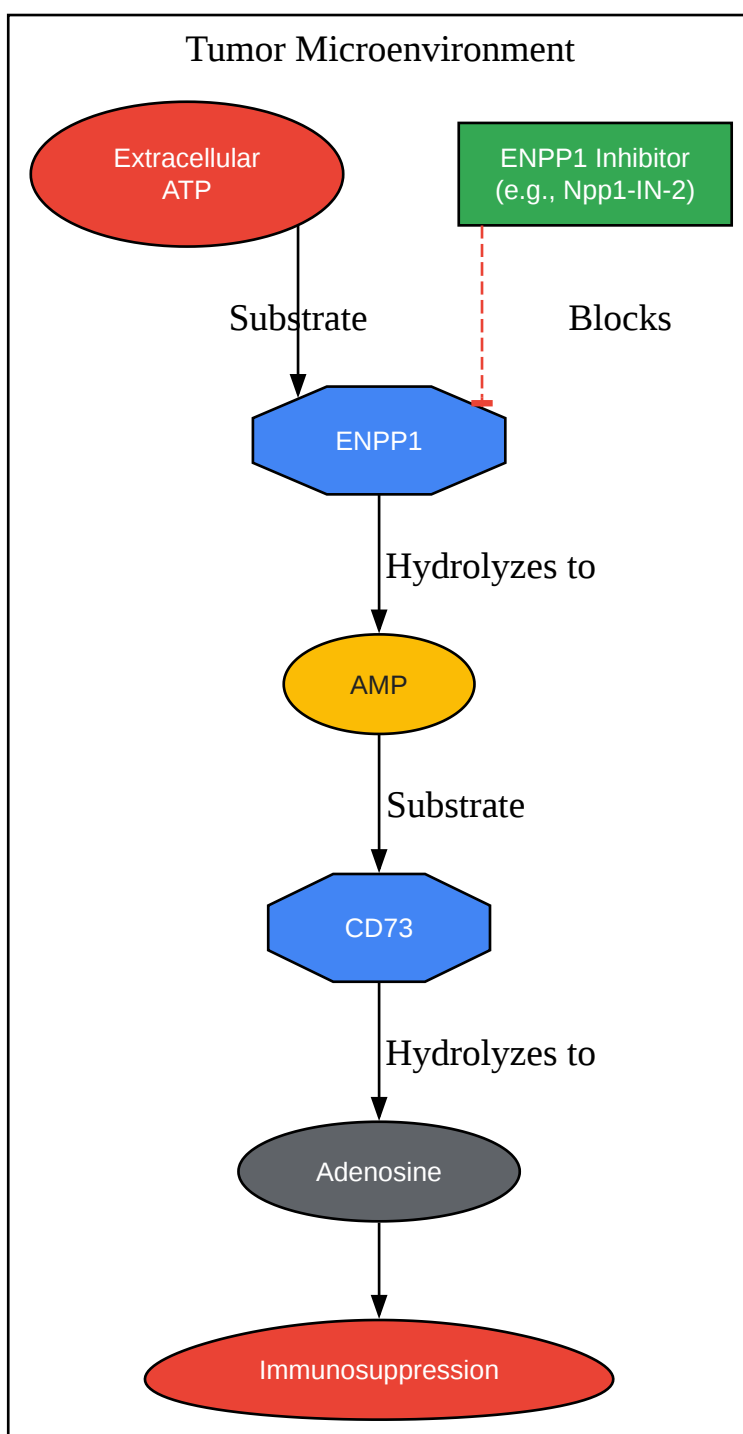 Tumor Microenvironment
Extracellular
ATP
ENPP1 Inhibitor
(e.g., Npp1-IN-2)
Substrate
Blocks
ENPP1
Hydrolyzes to
AMP
Substrate
CD73
Hydrolyzes to
Adenosine
Immunosuppression